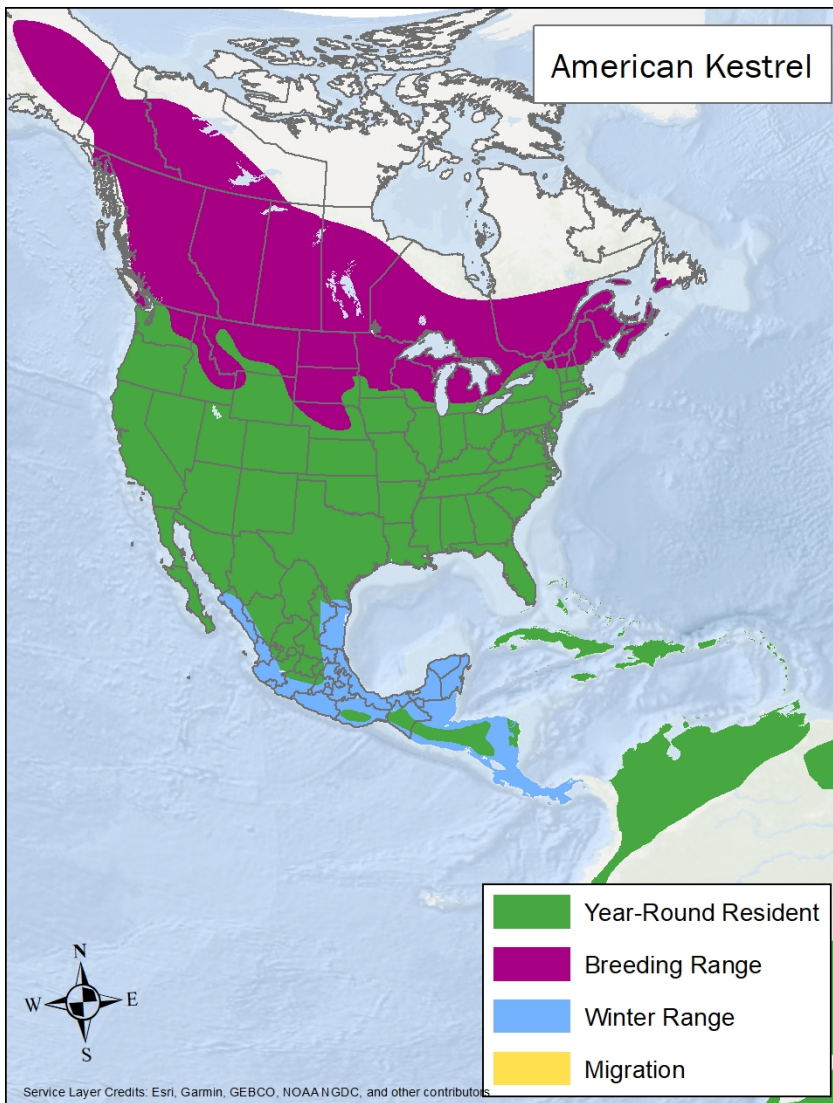 American Kestrel
Year-Round Resident
Breeding Range
Winter Range
Migration
N
W E
S
Service Layer Credits: Esri, Garmin, GEBCO, NOAA NGDC, and other contributors